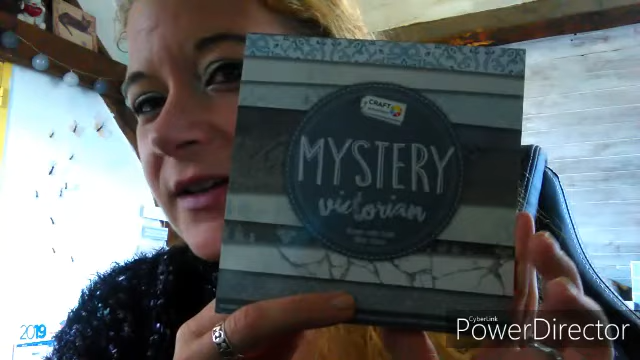 CRAFT
MYSTERY
victorian
2019
CyberLink
PowerDirector